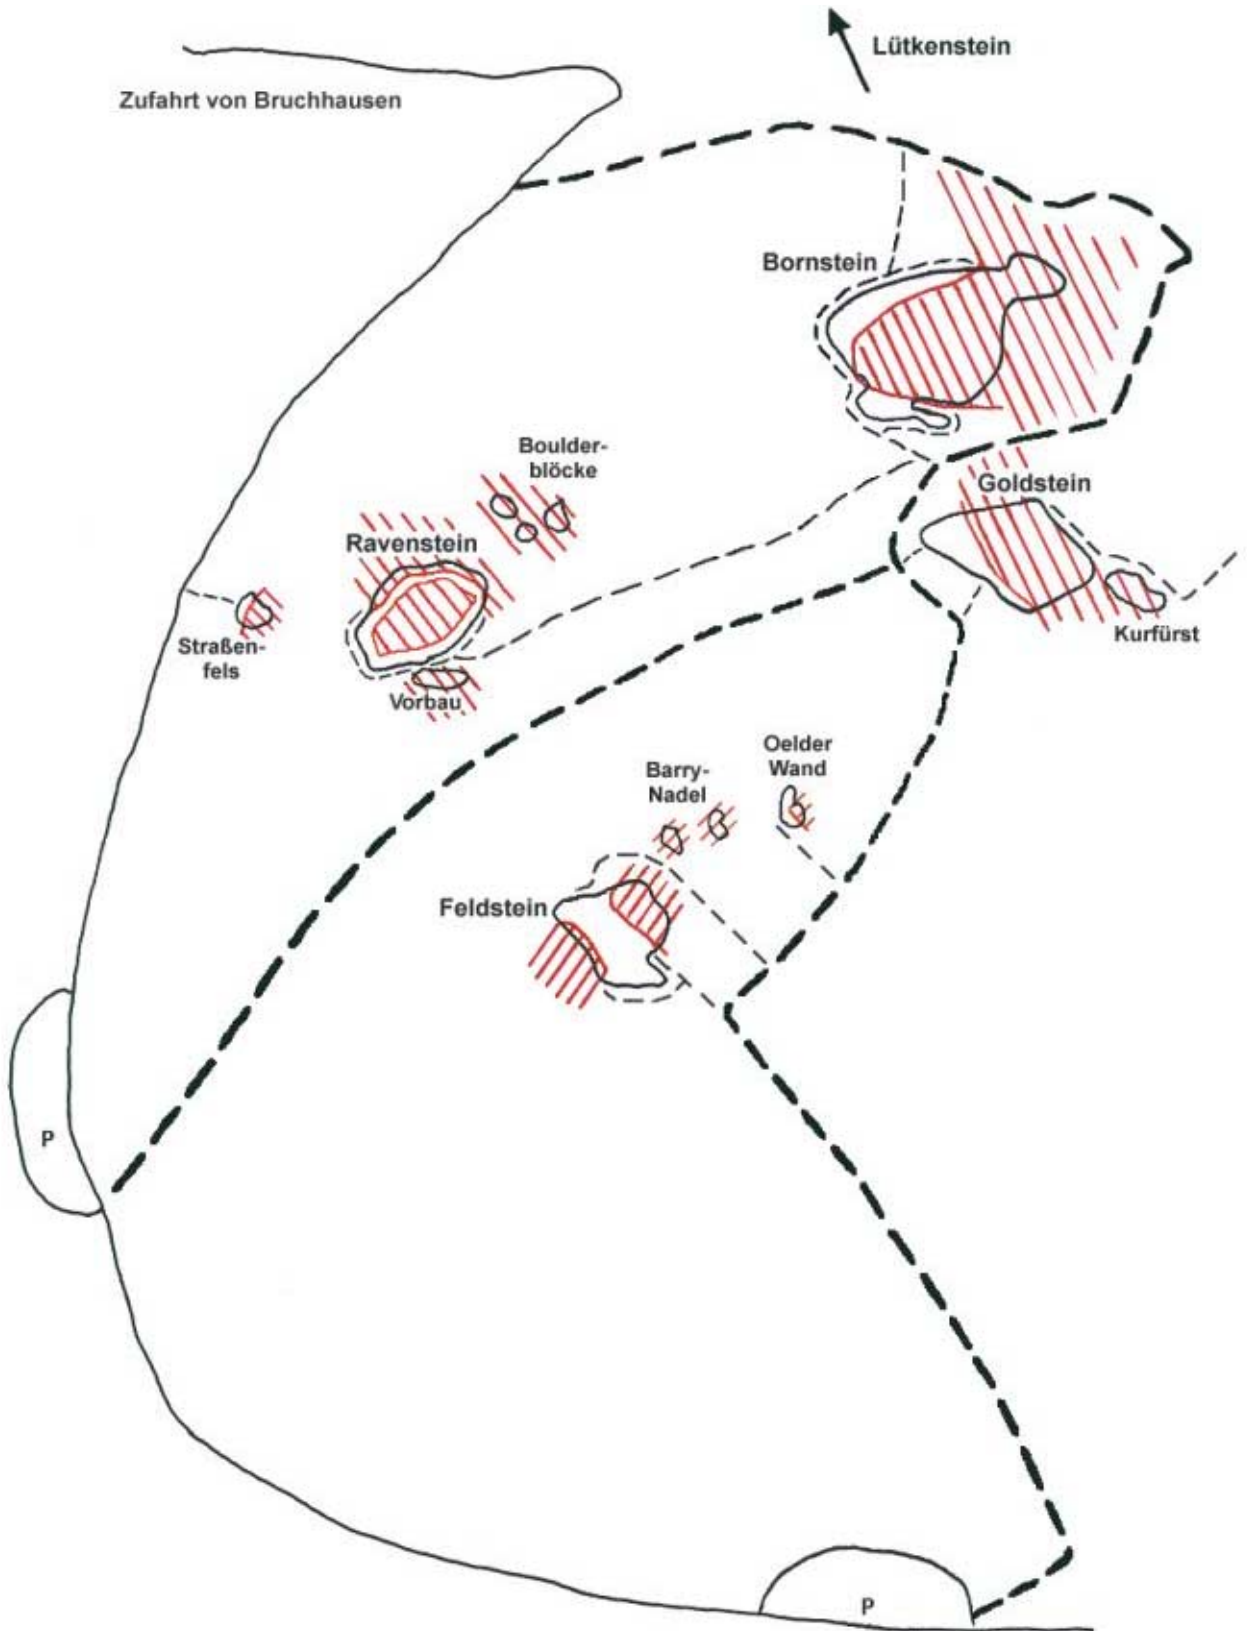 Lütkenstein
Zufahrt von Bruchhausen
Bornstein
Boulder-
blöcke
Goldstein
Ravenstein
Kurfürst
Straßen-
fels
Vorbau
Oelder
Wand
Barry-
Nadel
Feldstein
P
P